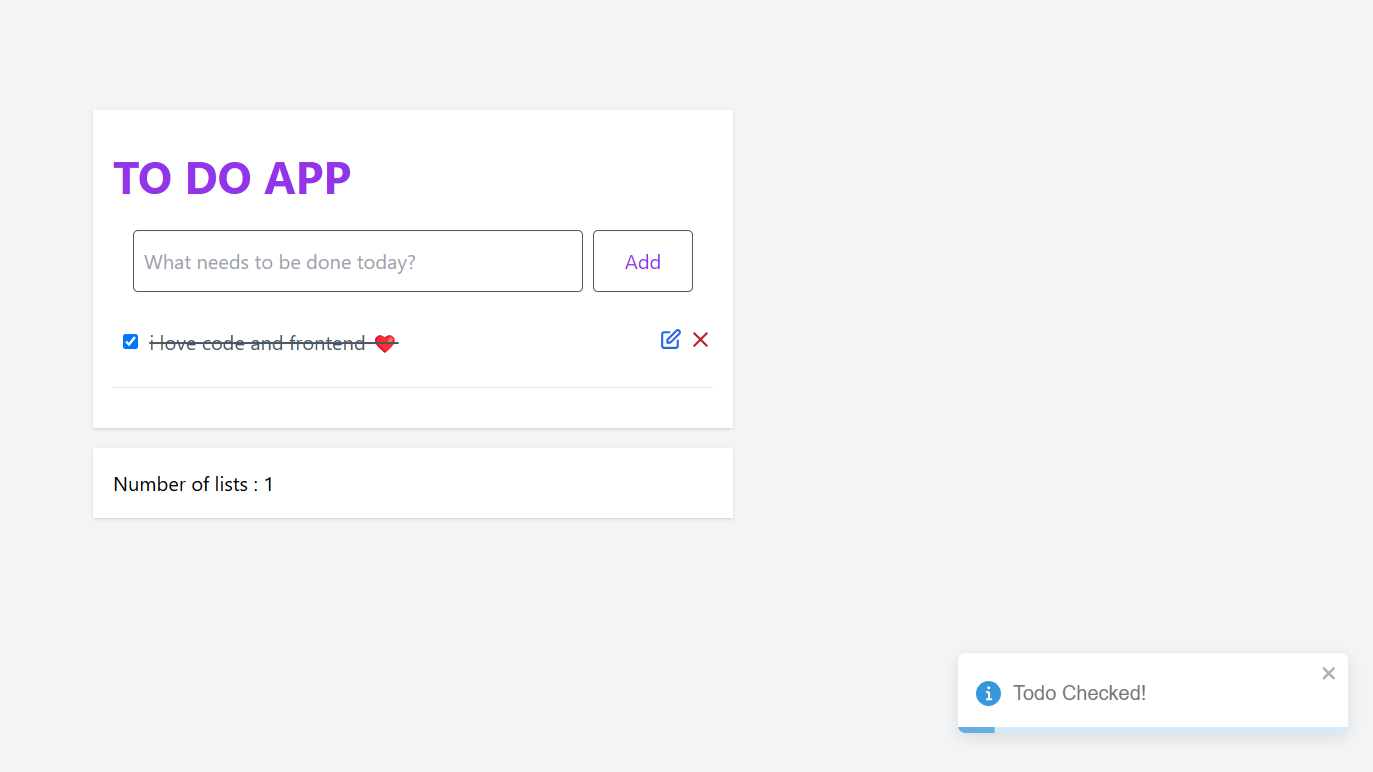 TO DO APP
What needs to be done today?
Add
i love code and frontend ❤️
Number of lists : 1
Todo Checked!